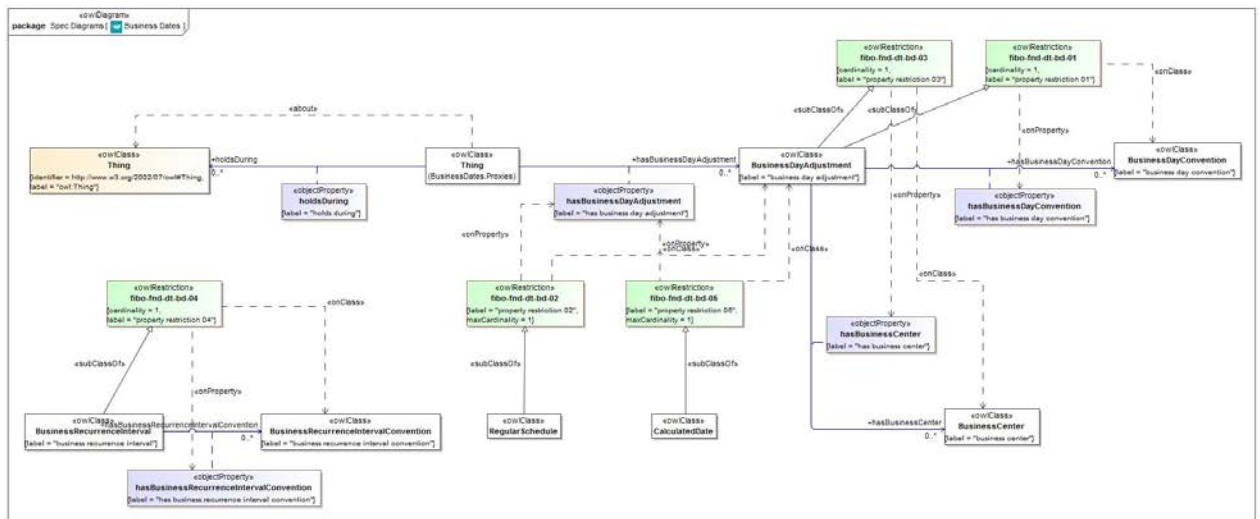 «owlDiagram»
package Spec Diagrams [ Business Dates ]
«owlRestriction»
fibo-fnd-dt-bd-03
{cardinality = 1,
label = "property restriction 03"}
«owlRestriction»
fibo-fnd-dt-bd-01
{cardinality = 1,
label = "property restriction 01"}
«onClass»
«about»
«subClassOf»
«subClassOf»
«onProperty»
«owlClass»
Thing
{identifier = http://www.w3.org/2002/07/owl#Thing,
label = "owl:Thing"}
+holdsDuring
0..*
«owlClass»
Thing
(BusinessDates.Proxies)
+hasBusinessDayAdjustment
0..*
«owlClass»
BusinessDayAdjustment
{label = "business day adjustment"}
+hasBusinessDayConvention
0..*
«owlClass»
BusinessDayConvention
{label = "business day convention"}
«objectProperty»
holdsDuring
{label = "holds during"}
«objectProperty»
hasBusinessDayAdjustment
{label = "has business day adjustment"}
«objectProperty»
hasBusinessDayConvention
{label = "has business day convention"}
«onProperty»
«onProperty»
«onClass»
«onClass»
«onClass»
«owlRestriction»
fibo-fnd-dt-bd-04
{cardinality = 1,
label = "property restriction 04"}
«onClass»
«owlRestriction»
fibo-fnd-dt-bd-02
{label = "property restriction 02",
maxCardinality = 1}
«owlRestriction»
fibo-fnd-dt-bd-05
{label = "property restriction 05",
maxCardinality = 1}
«objectProperty»
hasBusinessCenter
{label = "has business center"}
«subClassOf»
«onProperty»
«subClassOf»
«subClassOf»
«owlClass»
BusinessRecurrenceInterval
{label = "business recurrence interval"}
+hasBusinessRecurrenceIntervalConvention
0..*
«owlClass»
BusinessRecurrenceIntervalConvention
{label = "business recurrence interval convention"}
«owlClass»
RegularSchedule
«owlClass»
CalculatedDate
+hasBusinessCenter
0..*
«owlClass»
BusinessCenter
{label = "business center"}
«objectProperty»
hasBusinessRecurrenceIntervalConvention
{label = "has business recurrence interval convention"}